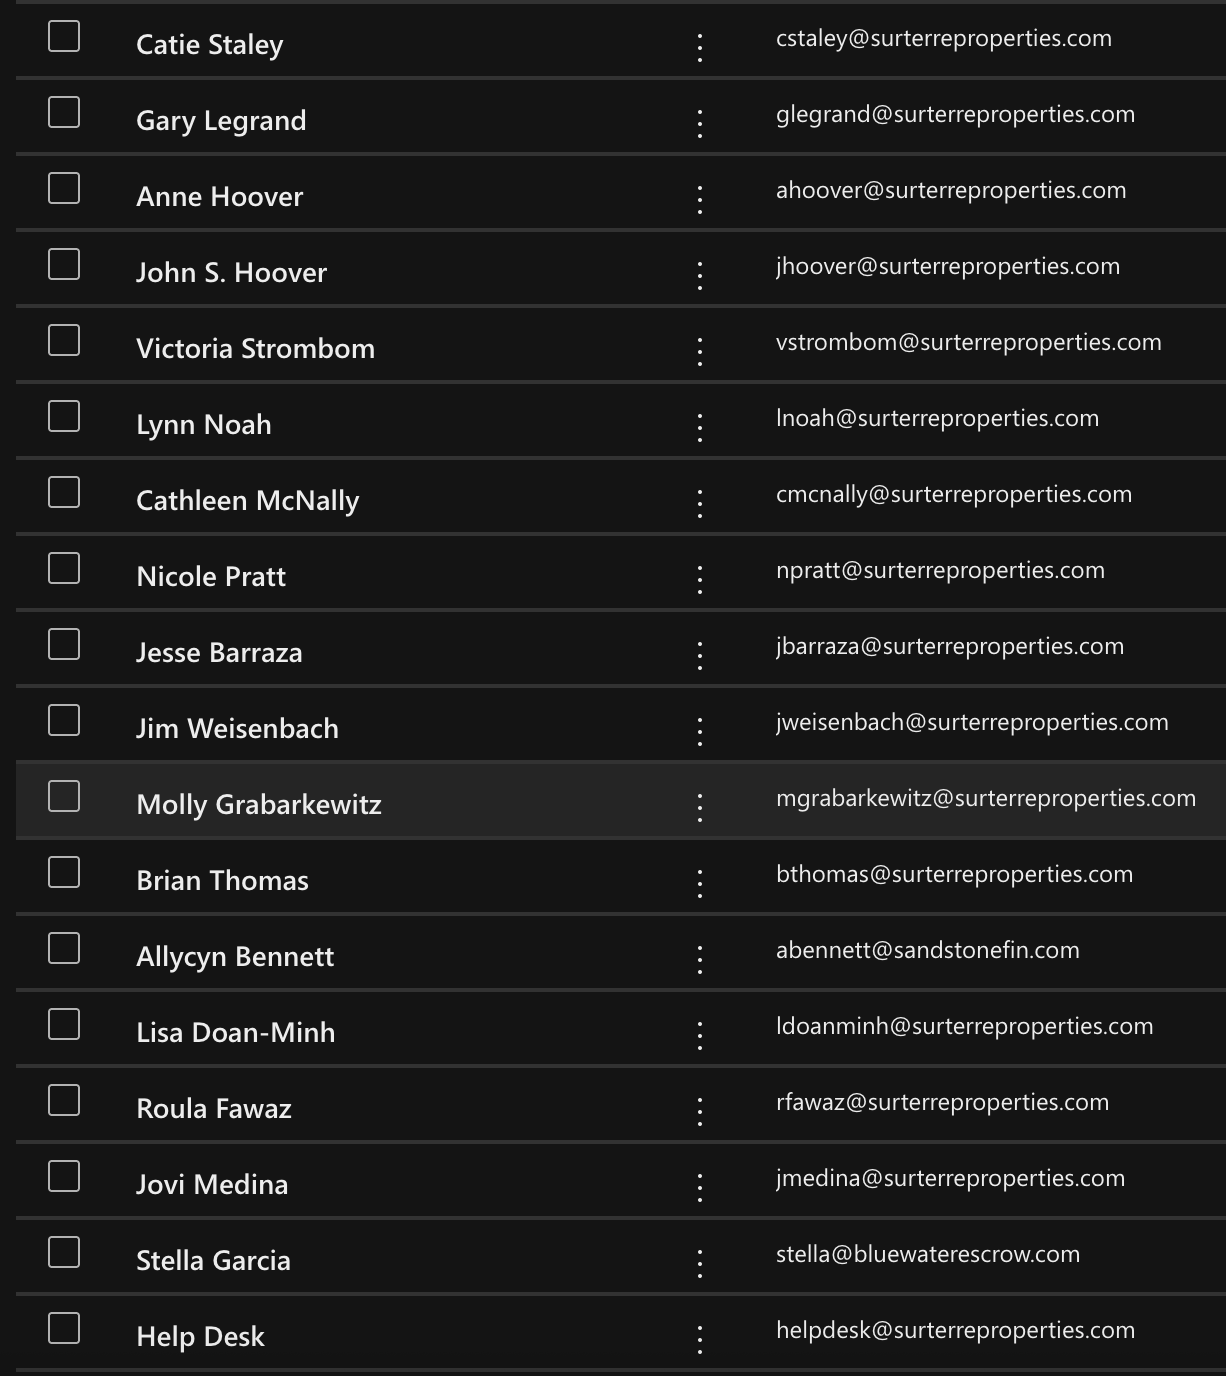 Catie Staley cstaley@surterreproperties.com
Gary Legrand glegrand@surterreproperties.com
Anne Hoover ahoover@surterreproperties.com
John S. Hoover jhoover@surterreproperties.com
Victoria Strombom vstrombom@surterreproperties.com
Lynn Noah lnoah@surterreproperties.com
Cathleen McNally cmcnally@surterreproperties.com
Nicole Pratt npratt@surterreproperties.com
Jesse Barraza jbarraza@surterreproperties.com
Jim Weisenbach jweisenbach@surterreproperties.com
Molly Grabarkewitz mgrabarkewitz@surterreproperties.com
Brian Thomas bthomas@surterreproperties.com
Allycyn Bennett abennett@sandstonefin.com
Lisa Doan-Minh ldoanminh@surterreproperties.com
Roula Fawaz rfawaz@surterreproperties.com
Jovi Medina jmedina@surterreproperties.com
Stella Garcia stella@bluewaterescrow.com
Help Desk helpdesk@surterreproperties.com